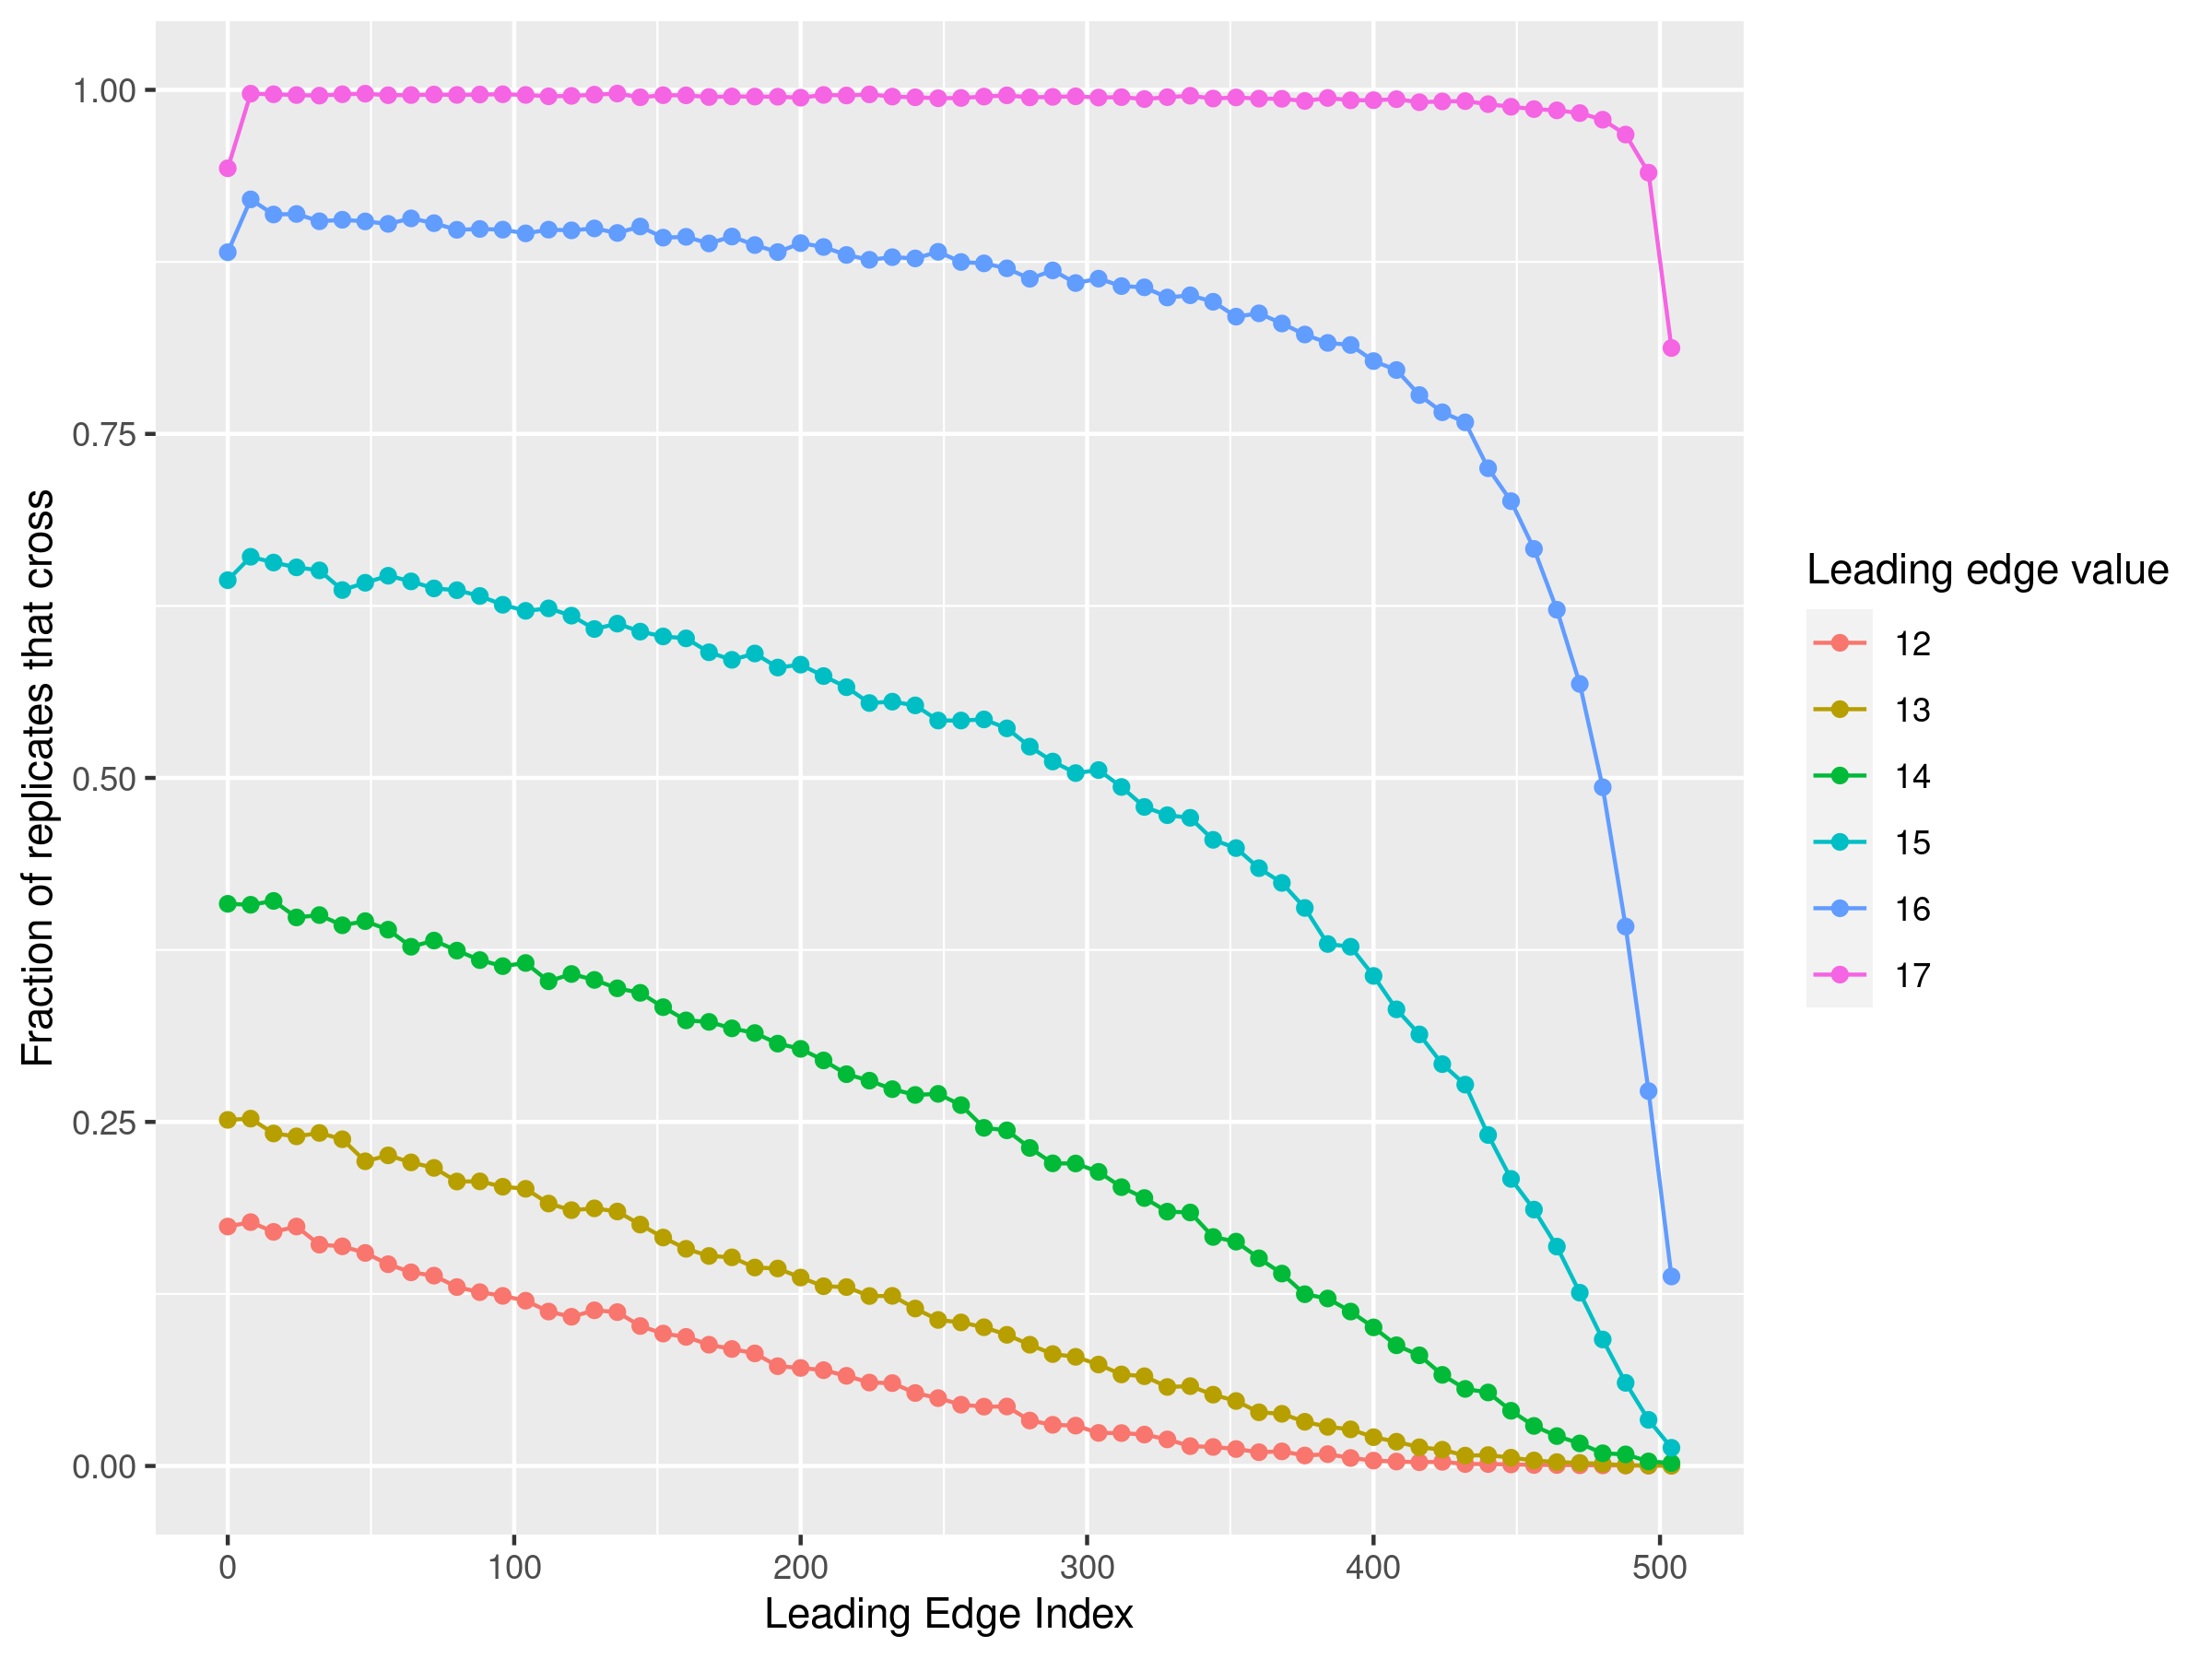 Fraction of replicates that cross
1.00
0.75
0.50
0.25
0.00
0 100 200 300 400 500
Leading Edge Index
Leading edge value
12
13
14
15
16
17